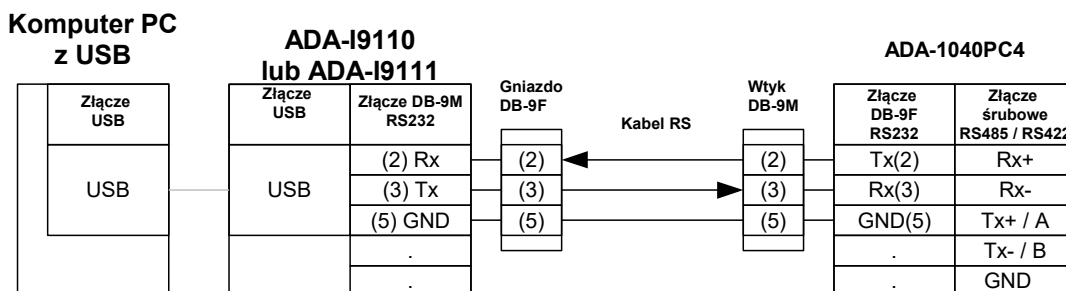 Komputer PC
z USB
ADA-I9110
lub ADA-I9111
ADA-1040PC4
Złącze
USB
Złącze
USB
Złącze DB-9M
RS232
Gniazdo
DB-9F
Kabel RS
Wtyk
DB-9M
Złącze
DB-9F
RS232
Złącze
śrubowe
RS485 / RS422
USB
USB
(2) Rx
(2)
(2)
Tx(2)
Rx+
(3) Tx
(3)
(3)
Rx(3)
Rx-
(5) GND
(5)
(5)
GND(5)
Tx+ / A
.
.
Tx- / B
.
.
GND